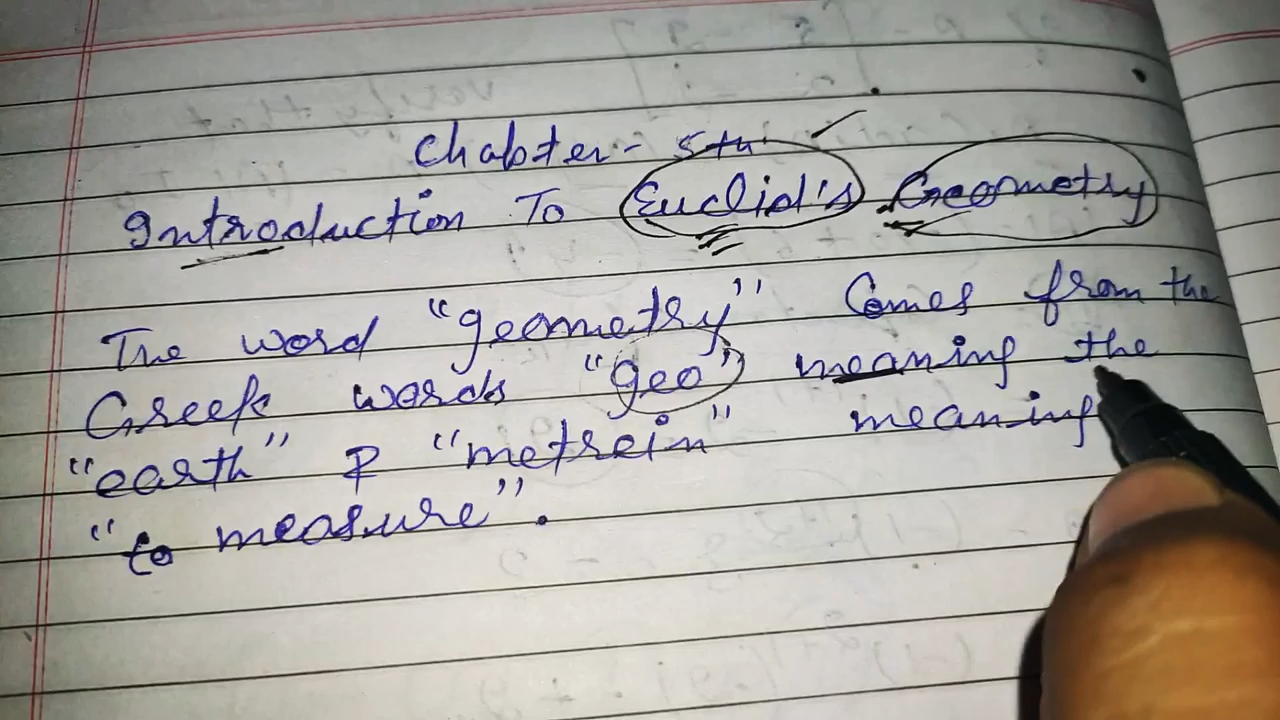 Chabter - 5th
Introduction To Euclid's Geometry
The word "geometry" Comes from the
Greek words "geo" meaning the
"earth" & "metrein" meaning
"to measure".